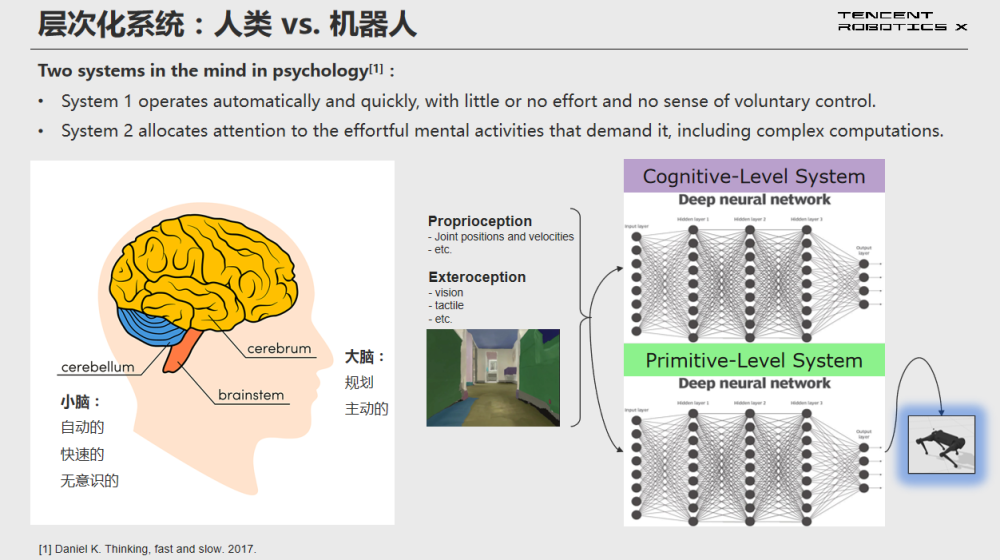 层次化系统：人类 vs. 机器人
TENCENT
ROBOTICS X
Two systems in the mind in psychology[1]：
• System 1 operates automatically and quickly, with little or no effort and no sense of voluntary control.
• System 2 allocates attention to the effortful mental activities that demand it, including complex computations.
cerebellum
cerebrum
brainstem
小脑：
自动的
快速的
无意识的
大脑：
规划
主动的
Proprioception
- Joint positions and velocities
- etc.
Exteroception
- vision
- tactile
- etc.
Cognitive-Level System
Deep neural network
Input layer
Hidden layer 1
Hidden layer 2
Hidden layer 3
Output
layer
Primitive-Level System
Deep neural network
Input layer
Hidden layer 1
Hidden layer 2
Hidden layer 3
Output
layer
[1] Daniel K. Thinking, fast and slow. 2017.